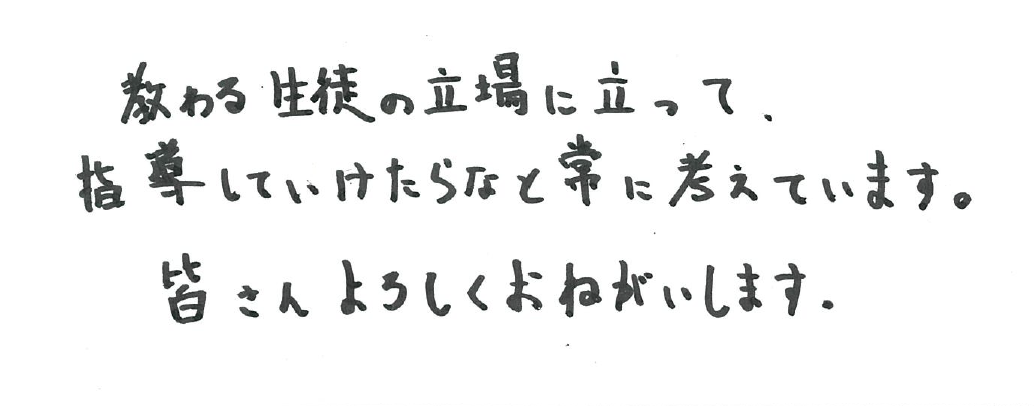 教わる生徒の立場に立って、
指導していけたらなと常に考えています。
皆さんよろしくおねがいします.